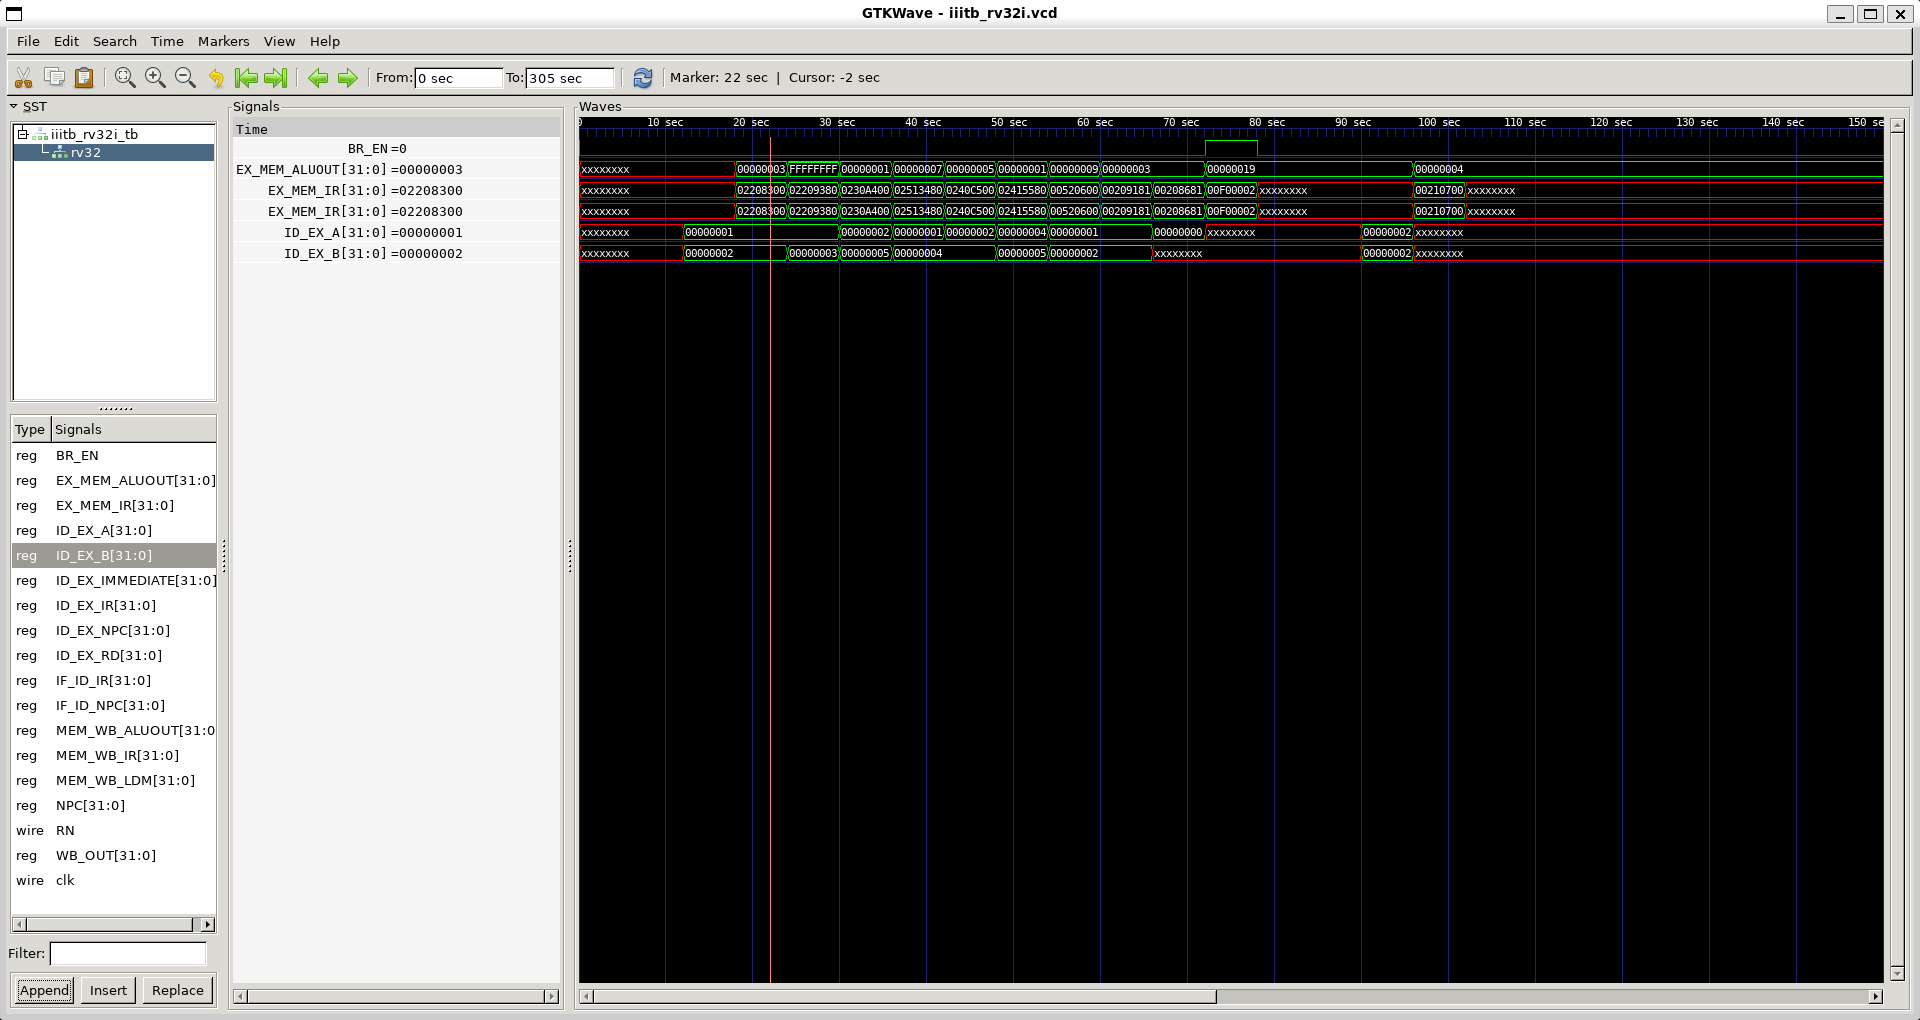 GTKWave - iiitb_rv32i.vcd
File Edit Search Time Markers View Help
From: 0 sec To: 305 sec Marker: 22 sec | Cursor: -2 sec
SST
iiitb_rv32i_tb
rv32
Type Signals
reg BR_EN
reg EX_MEM_ALUOUT[31:0]
reg EX_MEM_IR[31:0]
reg ID_EX_A[31:0]
reg ID_EX_B[31:0]
reg ID_EX_IMMEDIATE[31:0]
reg ID_EX_IR[31:0]
reg ID_EX_NPC[31:0]
reg ID_EX_RD[31:0]
reg IF_ID_IR[31:0]
reg IF_ID_NPC[31:0]
reg MEM_WB_ALUOUT[31:0
reg MEM_WB_IR[31:0]
reg MEM_WB_LDM[31:0]
reg NPC[31:0]
wire RN
reg WB_OUT[31:0]
wire clk
Filter:
Append Insert Replace
Signals
Time
BR_EN =0
EX_MEM_ALUOUT[31:0] =00000003
EX_MEM_IR[31:0] =02208300
EX_MEM_IR[31:0] =02208300
ID_EX_A[31:0] =00000001
ID_EX_B[31:0] =00000002
Waves
0 10 sec 20 sec 30 sec 40 sec 50 sec 60 sec 70 sec 80 sec 90 sec 100 sec 110 sec 120 sec 130 sec 140 sec 150 se
xxxxxxxx 00000003 FFFFFFFF 00000001 00000007 00000005 00000001 00000009 00000003 00000019 00000004
xxxxxxxx 02208300 02209380 0230A400 02513480 0240C500 02415580 00520600 00209181 00208681 00F00002 xxxxxxxx 00210700 xxxxxxxx
xxxxxxxx 02208300 02209380 0230A400 02513480 0240C500 02415580 00520600 00209181 00208681 00F00002 xxxxxxxx 00210700 xxxxxxxx
xxxxxxxx 00000001 00000002 00000001 00000002 00000004 00000001 00000000 xxxxxxxx 00000002 xxxxxxxx
xxxxxxxx 00000002 00000003 00000005 00000004 00000005 00000002 xxxxxxxx 00000002 xxxxxxxx